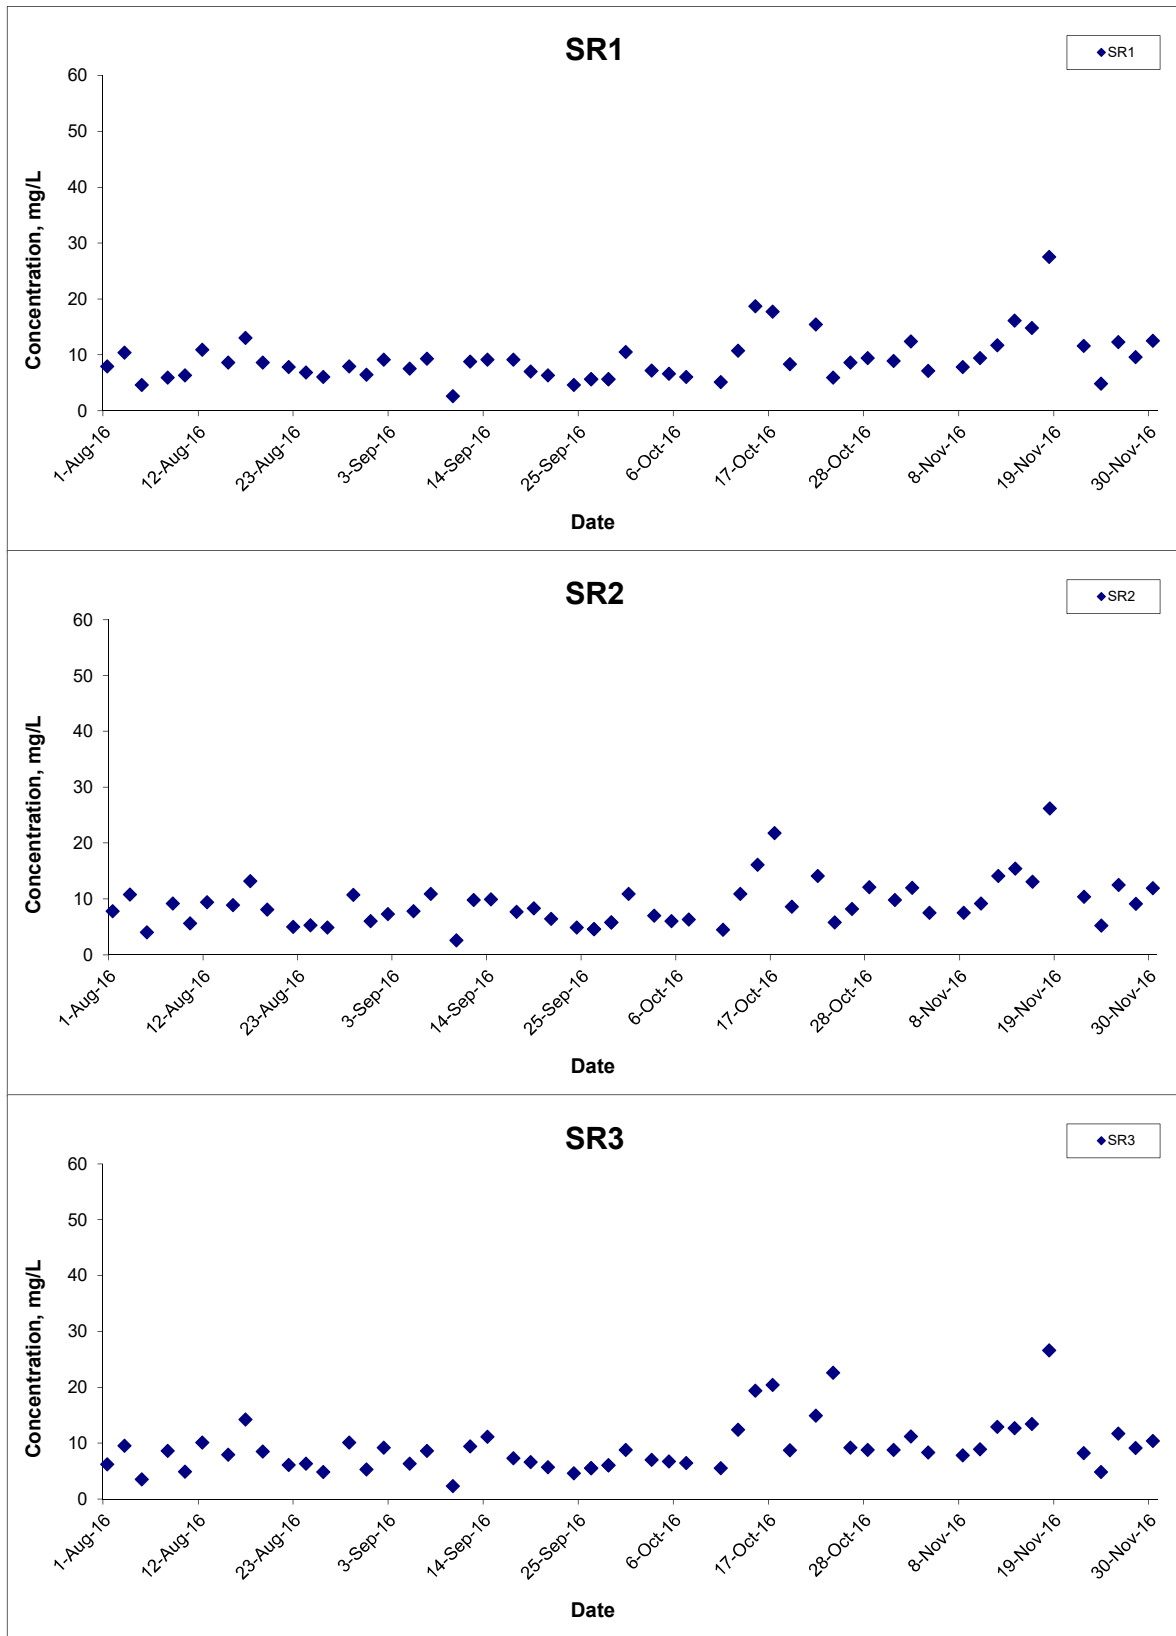 SR1
SR1
60
50
40
30
20
10
0
Concentration, mg/L
1-Aug-16
12-Aug-16
23-Aug-16
3-Sep-16
14-Sep-16
25-Sep-16
6-Oct-16
17-Oct-16
28-Oct-16
8-Nov-16
19-Nov-16
30-Nov-16
Date
SR2
SR2
60
50
40
30
20
10
0
Concentration, mg/L
1-Aug-16
12-Aug-16
23-Aug-16
3-Sep-16
14-Sep-16
25-Sep-16
6-Oct-16
17-Oct-16
28-Oct-16
8-Nov-16
19-Nov-16
30-Nov-16
Date
SR3
SR3
60
50
40
30
20
10
0
Concentration, mg/L
1-Aug-16
12-Aug-16
23-Aug-16
3-Sep-16
14-Sep-16
25-Sep-16
6-Oct-16
17-Oct-16
28-Oct-16
8-Nov-16
19-Nov-16
30-Nov-16
Date